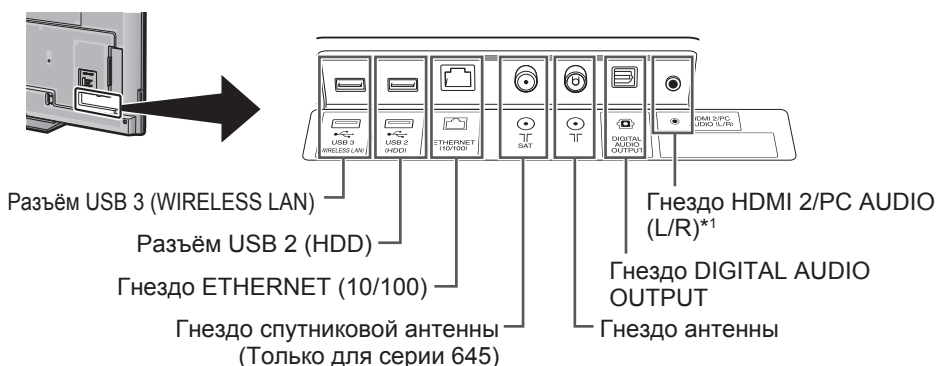 USB 3
(WIRELESS LAN)
USB 2
(HDD)
ETHERNET
(10/100)
SAT
DIGITAL
AUDIO
OUTPUT
HDMI 2/PC
AUDIO (L/R)
Разъём USB 3 (WIRELESS LAN)
Разъём USB 2 (HDD)
Гнездо ETHERNET (10/100)
Гнездо спутниковой антенны
(Только для серии 645)
Гнездо HDMI 2/PC AUDIO
(L/R)*1
Гнездо DIGITAL AUDIO
OUTPUT
Гнездо антенны